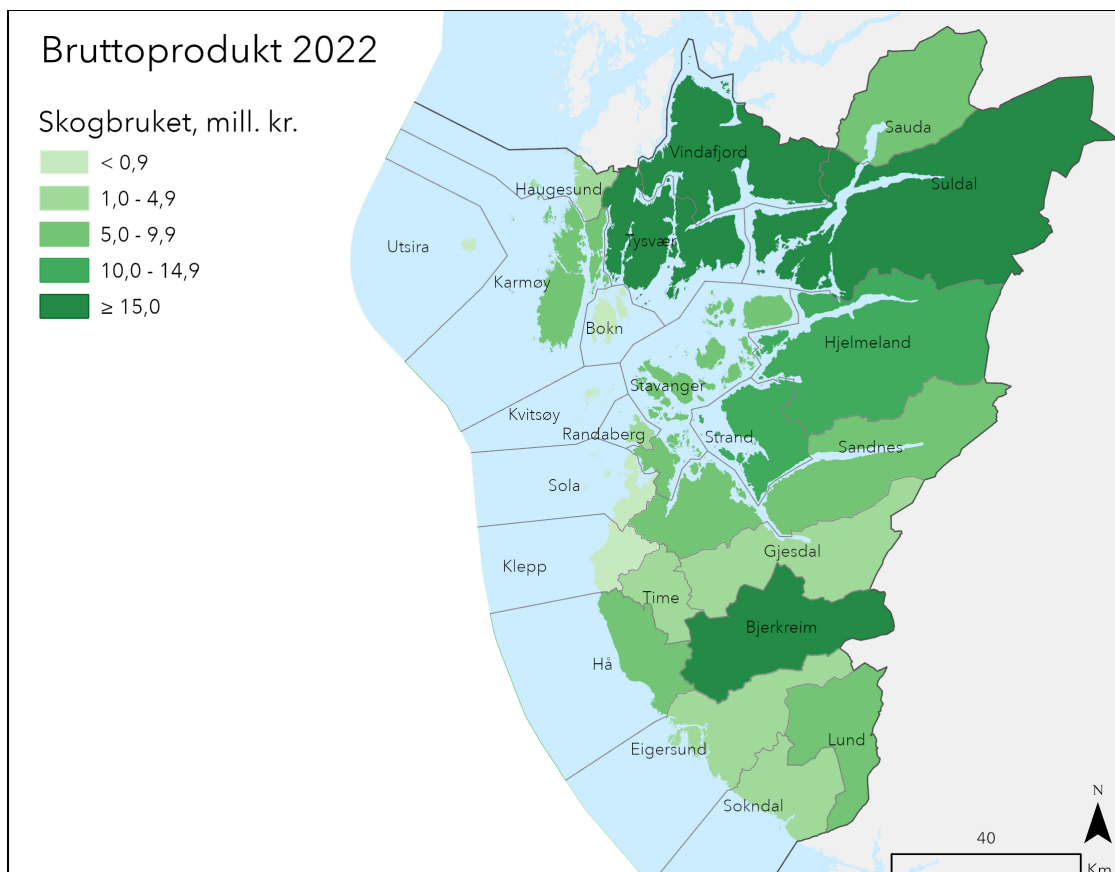 Bruttoprodukt 2022
Skogbruket, mill. kr.
< 0,9
1,0 - 4,9
5,0 - 9,9
10,0 - 14,9
≥ 15,0
Sauda
Vindafjord
Suldal
Haugesund
Tysvær
Utsira
Karmøy
Bokn
Hjelmeland
Stavanger
Kvitsøy
Randaberg
Strand
Sandnes
Sola
Gjesdal
Klepp
Time
Bjerkreim
Hå
Lund
Eigersund
Sokndal
N
40
Km